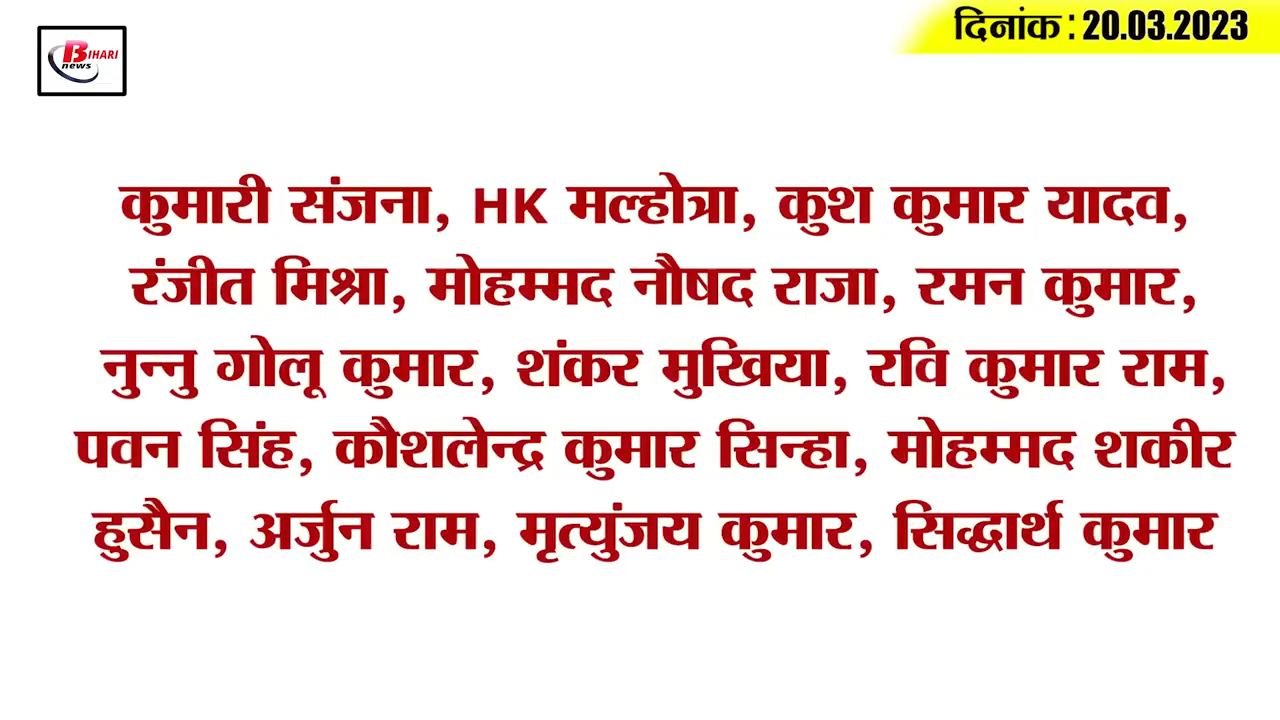 BIHARI
news
दिनांक : 20.03.2023
कुमारी संजना, HK मल्होत्रा, कुश कुमार यादव,
रंजीत मिश्रा, मोहम्मद नौषद राजा, रमन कुमार,
नुन्नु गोलू कुमार, शंकर मुखिया, रवि कुमार राम,
पवन सिंह, कौशलेन्द्र कुमार सिन्हा, मोहम्मद शकीर
हुसैन, अर्जुन राम, मृत्युंजय कुमार, सिद्धार्थ कुमार